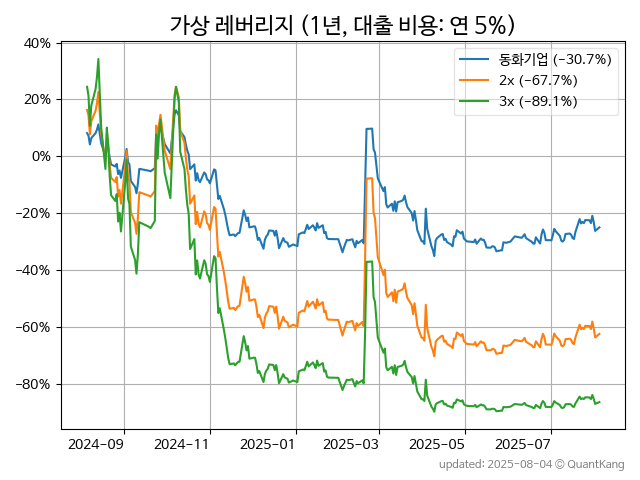 가상 레버리지 (1년, 대출 비용: 연 5%)
동화기업 (−30.7%)
2x (−67.7%)
3x (−89.1%)
40%
20%
0%
−20%
−40%
−60%
−80%
2024-09 2024-11 2025-01 2025-03 2025-05 2025-07
updated: 2025-08-04 © QuantKang